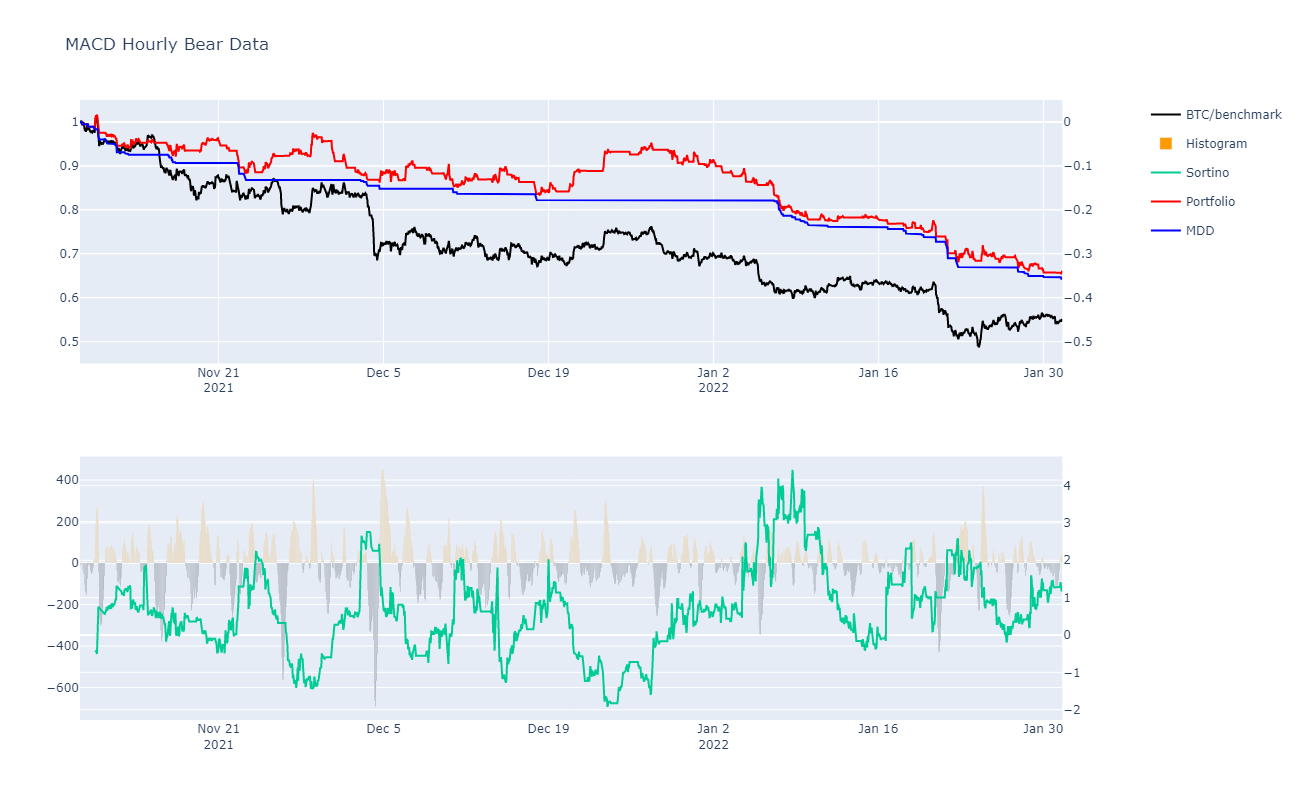 MACD Hourly Bear Data
1
0.9
0.8
0.7
0.6
0.5
0
−0.1
−0.2
−0.3
−0.4
−0.5
Nov 21
2021
Dec 5
Dec 19
Jan 2
2022
Jan 16
Jan 30
BTC/benchmark
Histogram
Sortino
Portfolio
MDD
400
200
0
−200
−400
−600
4
3
2
1
0
−1
−2
Nov 21
2021
Dec 5
Dec 19
Jan 2
2022
Jan 16
Jan 30